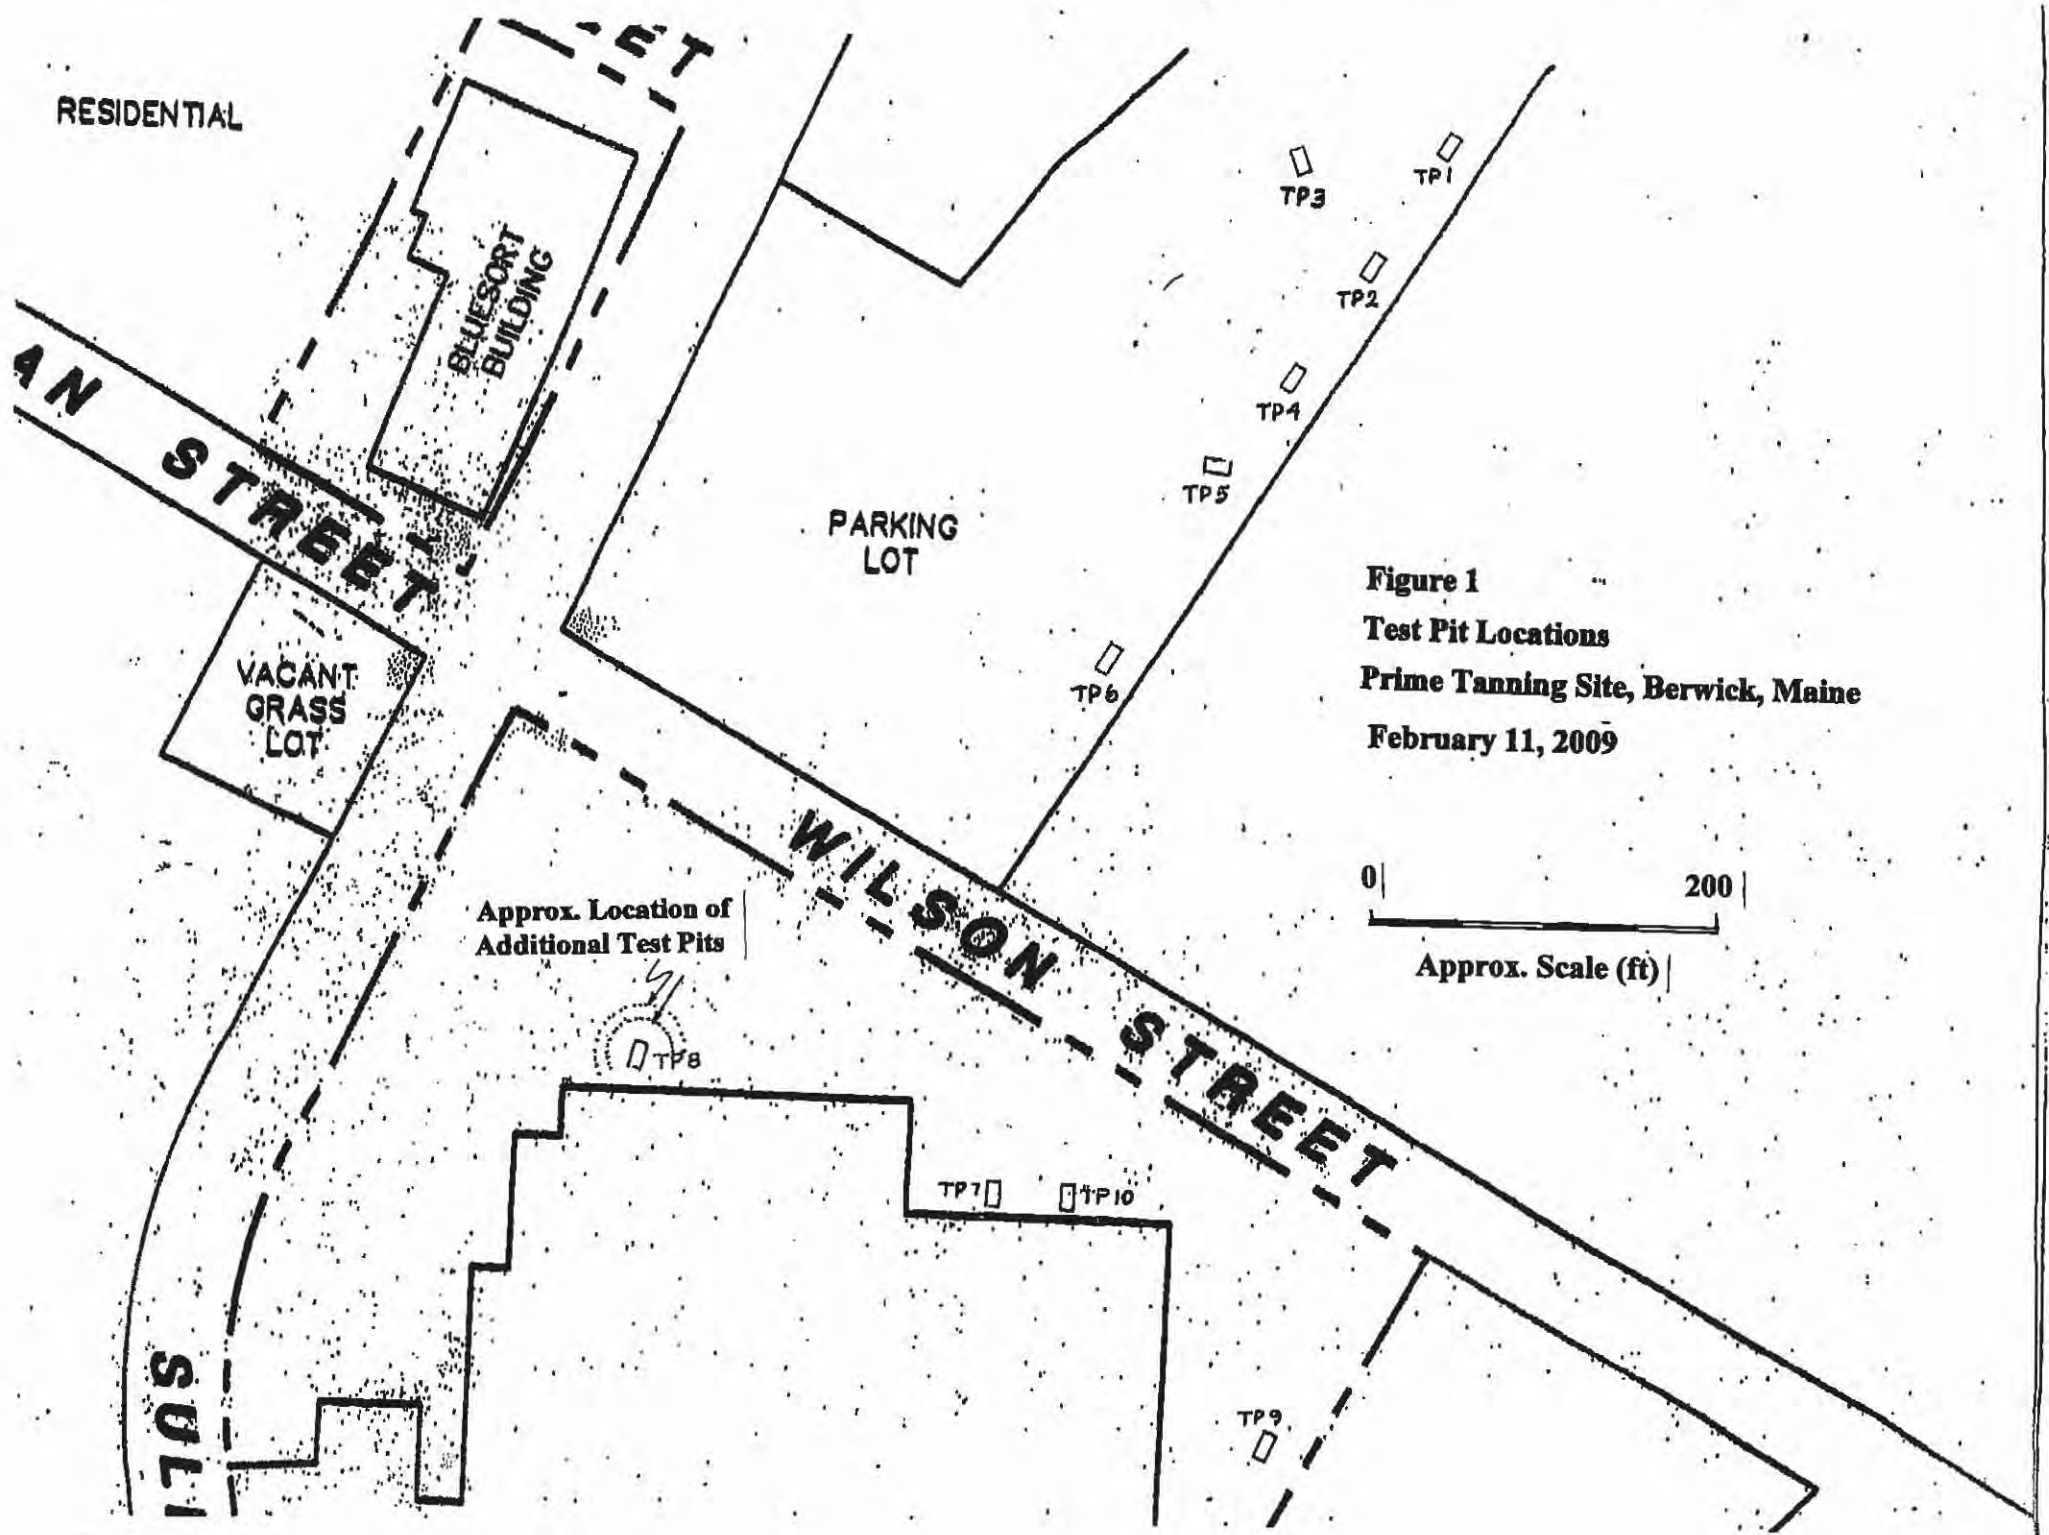 ET
RESIDENTIAL
TP3
TP1
BLUESORT
BUILDING
TP2
AN STREET
TP4
TP5
PARKING
LOT
Figure 1
Test Pit Locations
TP6
Prime Tanning Site, Berwick, Maine
February 11, 2009
VACANT
GRASS
LOT
WILSON STREET
0 200
Approx. Scale (ft)
Approx. Location of
Additional Test Pits
TP8
TP7
TP10
TP9
SULL